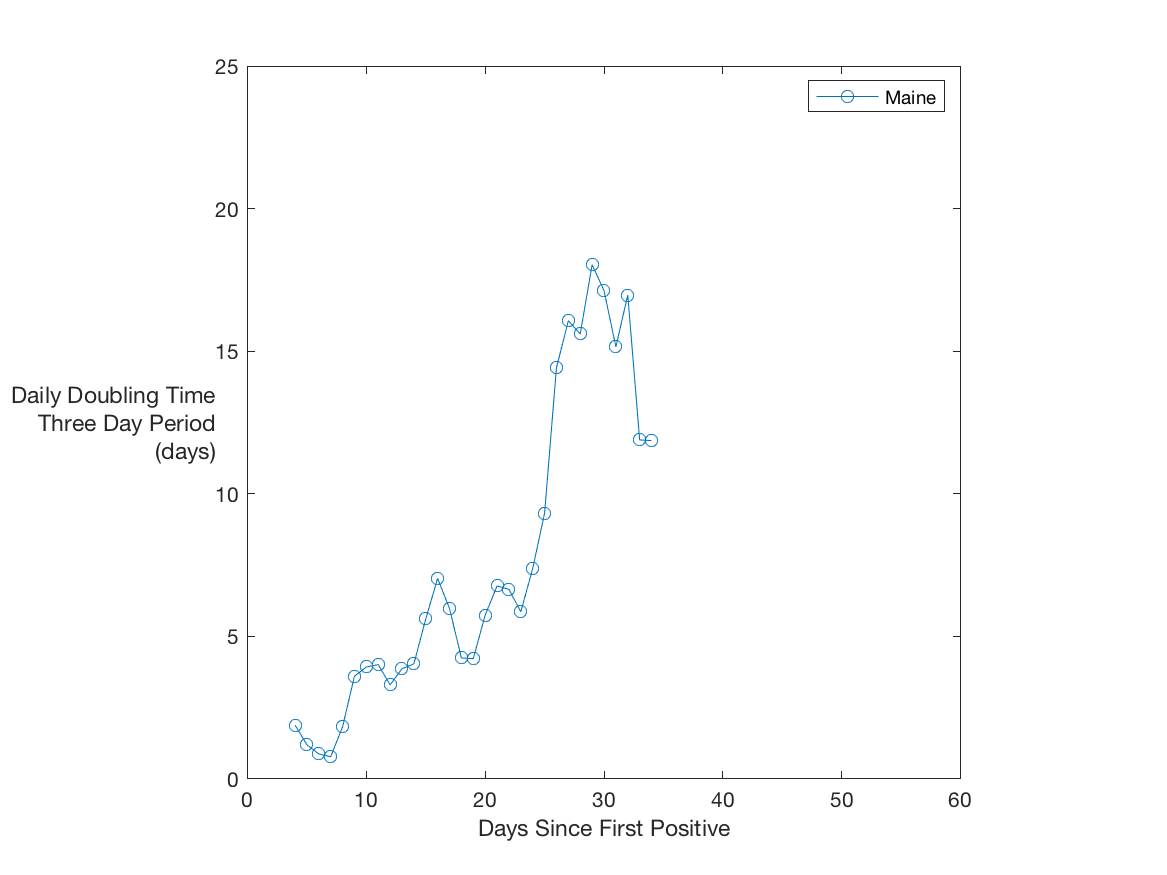 25
20
15
10
5
0
Daily Doubling Time
Three Day Period
(days)
Maine
0 10 20 30 40 50 60
Days Since First Positive